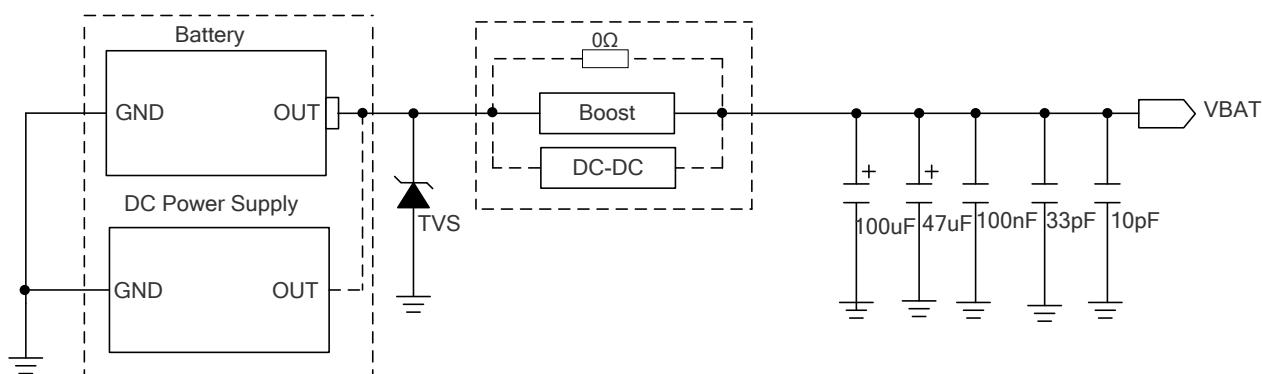 Battery
GND
OUT
DC Power Supply
GND
OUT
TVS
0Ω
Boost
DC-DC
+
100uF
+
47uF
100nF
33pF
10pF
VBAT